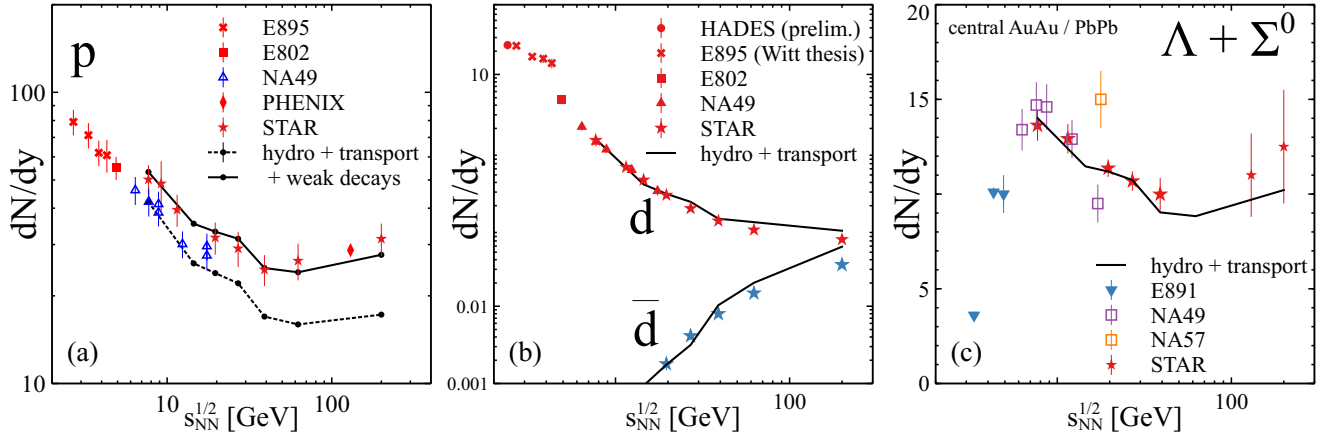 p
E895
E802
NA49
PHENIX
STAR
hydro + transport
+ weak decays
100
10
dN/dy
(a)
10
100
s_NN^1/2 [GeV]
HADES (prelim.)
E895 (Witt thesis)
E802
NA49
STAR
hydro + transport
10
0.01
0.001
dN/dy
d
d̅
(b)
100
s_NN^1/2 [GeV]
central AuAu / PbPb
Λ + Σ⁰
20
15
10
5
0
dN/dy
hydro + transport
E891
NA49
NA57
STAR
(c)
100
s_NN^1/2 [GeV]